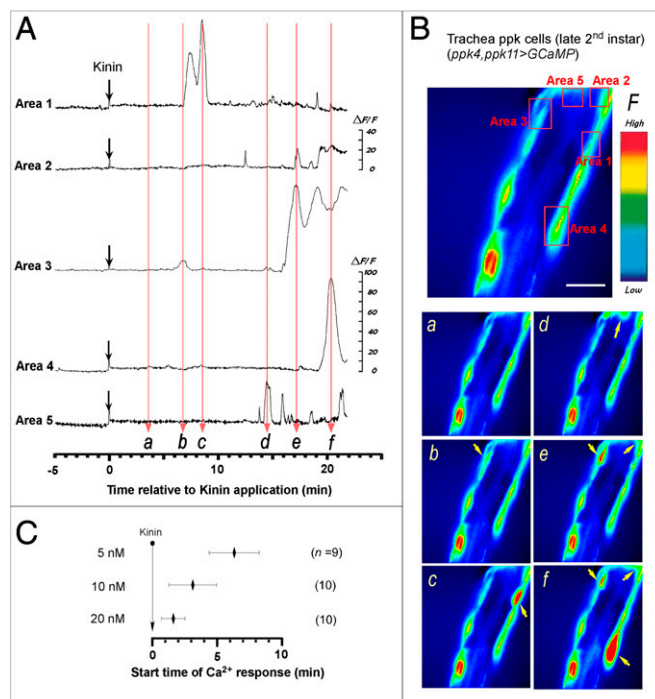 A
Kinin
Area 1
ΔF/F
40
20
0
Area 2
Area 3
ΔF/F
100
80
60
40
20
0
Area 4
Area 5
a b c d e f
-5 0 10 20
Time relative to Kinin application (min)
B
Trachea ppk cells (late 2nd instar)
(ppk4,ppk11>GCaMP)
Area 5 Area 2
Area 3
Area 1
Area 4
F
High
Low
a d
b e
c f
C
Kinin
5 nM (n =9)
10 nM (10)
20 nM (10)
0 10
Start time of Ca2+ response (min)